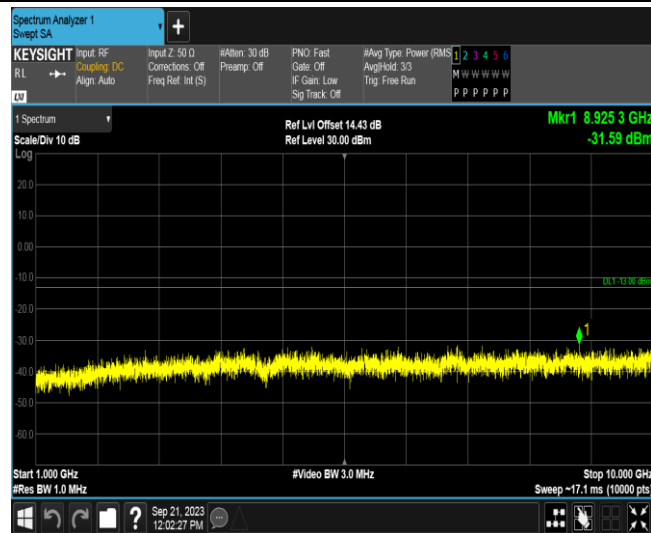 Spectrum Analyzer 1
Swept SA
+
KEYSIGHT
RL
LXI
Input: RF
Coupling: DC
Align: Auto
Input Z: 50 Ω
Corrections: Off
Freq Ref: Int (S)
#Atten: 30 dB
Preamp: Off
PNO: Fast
Gate: Off
IF Gain: Low
Sig Track: Off
#Avg Type: Power (RMS
Avg|Hold: 3/3
Trig: Free Run
1 2 3 4 5 6
M W W W W W
P P P P P P
1 Spectrum
Scale/Div 10 dB
Log
Ref Lvl Offset 14.43 dB
Ref Level 30.00 dBm
Mkr1 8.925 3 GHz
-31.59 dBm
20.0
10.0
0.00
-10.0
DL1 -13.00 dBm
-20.0
-30.0
1
-40.0
-50.0
-60.0
Start 1.000 GHz
#Res BW 1.0 MHz
#Video BW 3.0 MHz
Stop 10.000 GHz
Sweep ~17.1 ms (10000 pts)
?
Sep 21, 2023
12:02:27 PM